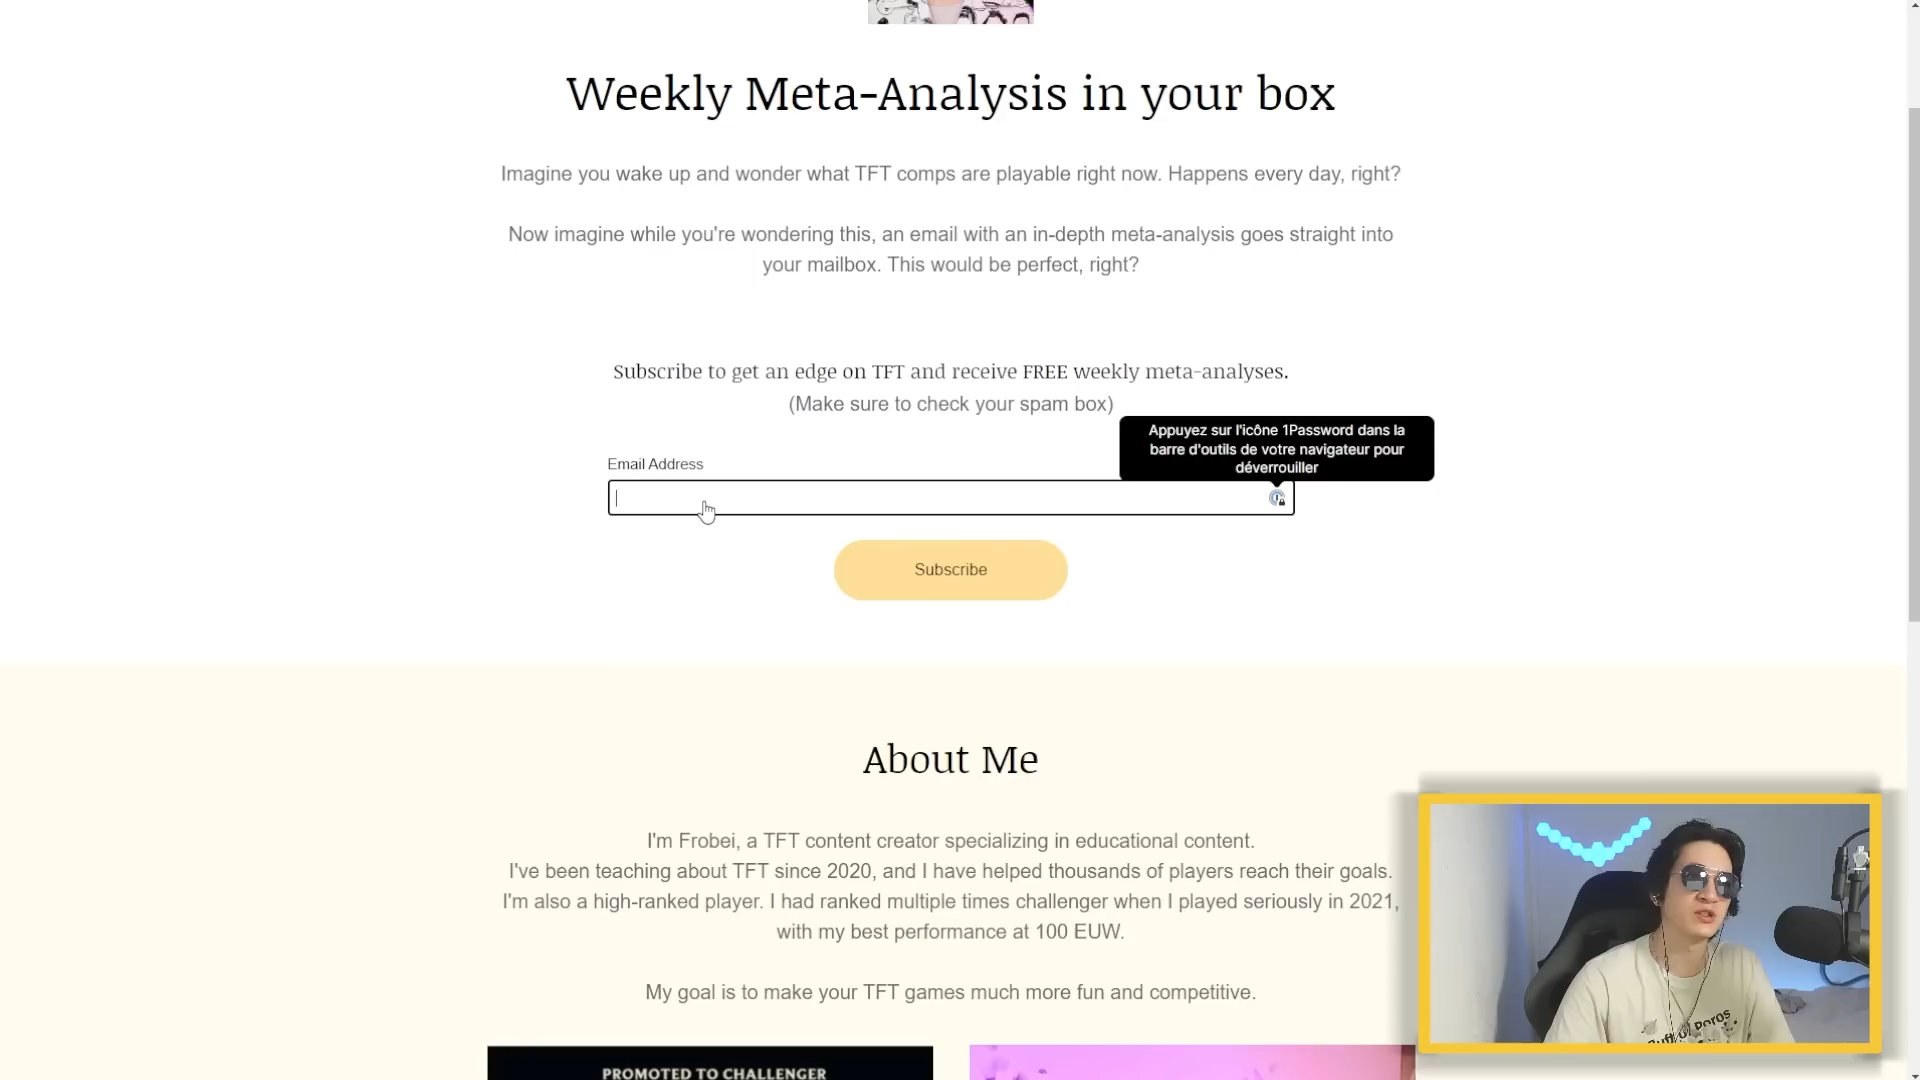 Weekly Meta-Analysis in your box
Imagine you wake up and wonder what TFT comps are playable right now. Happens every day, right?
Now imagine while you're wondering this, an email with an in-depth meta-analysis goes straight into
your mailbox. This would be perfect, right?
Subscribe to get an edge on TFT and receive FREE weekly meta-analyses.
(Make sure to check your spam box)
Appuyez sur l'icône 1Password dans la
barre d'outils de votre navigateur pour
déverrouiller
Email Address
Subscribe
About Me
I'm Frobei, a TFT content creator specializing in educational content.
I've been teaching about TFT since 2020, and I have helped thousands of players reach their goals.
I'm also a high-ranked player. I had ranked multiple times challenger when I played seriously in 2021,
with my best performance at 100 EUW.
My goal is to make your TFT games much more fun and competitive.
PROMOTED TO CHALLENGER